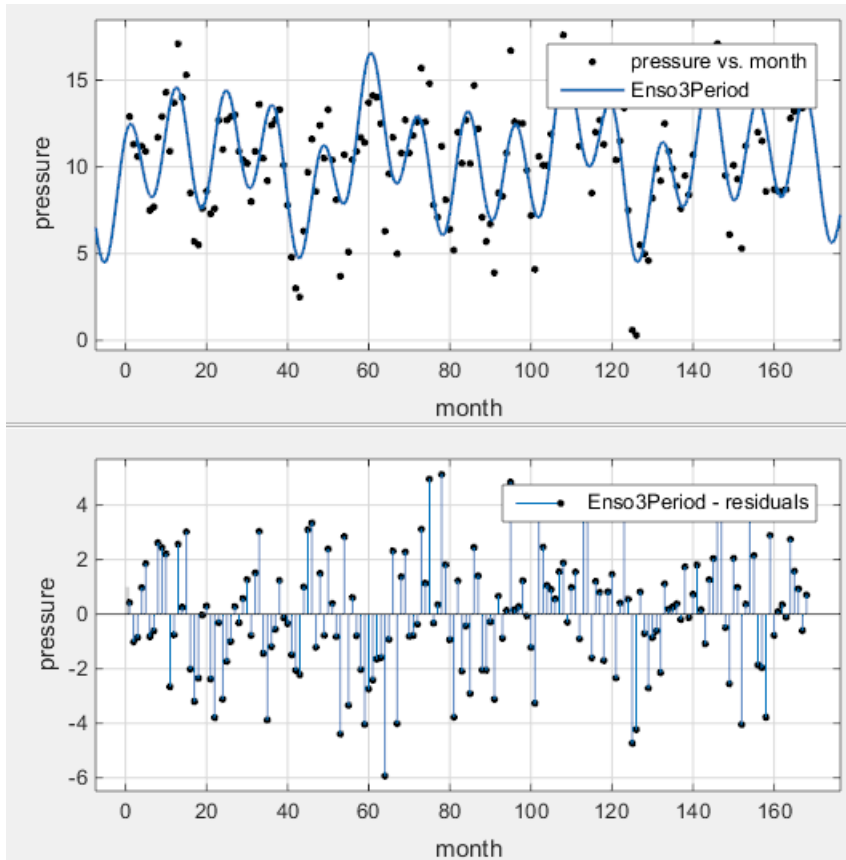 15
10
5
0
pressure
pressure vs. month
Enso3Period
0 20 40 60 80 100 120 140 160
month
4
2
0
-2
-4
-6
pressure
Enso3Period - residuals
0 20 40 60 80 100 120 140 160
month